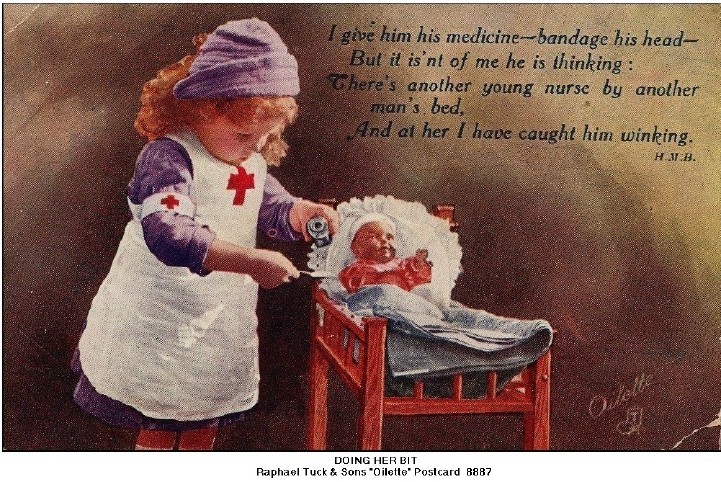 I give him his medicine—bandage his head—
But it is'nt of me he is thinking:
There's another young nurse by another
man's bed,
And at her I have caught him winking.
H.M.B.
Oilette
DOING HER BIT
Raphael Tuck & Sons "Oilette" Postcard 8887